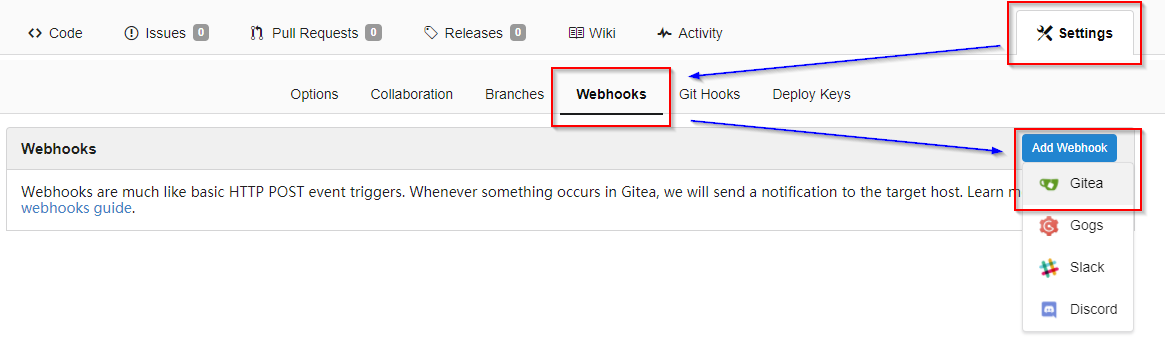 Code Issues 0 Pull Requests 0 Releases 0 Wiki Activity Settings
Options Collaboration Branches Webhooks Git Hooks Deploy Keys
Webhooks Add Webhook
Webhooks are much like basic HTTP POST event triggers. Whenever something occurs in Gitea, we will send a notification to the target host. Learn
webhooks guide.
Gitea
Gogs
Slack
Discord